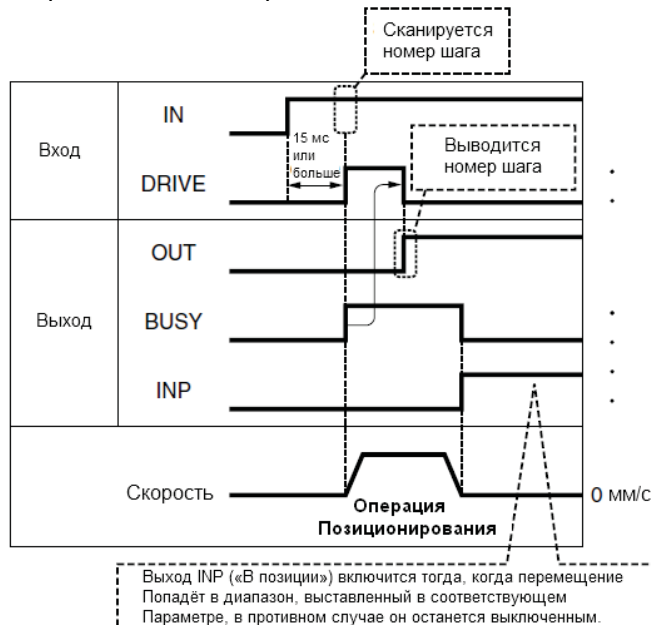 Сканируется
номер шага
Вход
IN
15 мс
или
больше
DRIVE
Выводится
номер шага
Выход
OUT
BUSY
INP
Скорость
Операция
Позиционирования
0 мм/с
Выход INP («В позиции») включится тогда, когда перемещение
Попадёт в диапазон, выставленный в соответствующем
Параметре, в противном случае он останется выключенным.